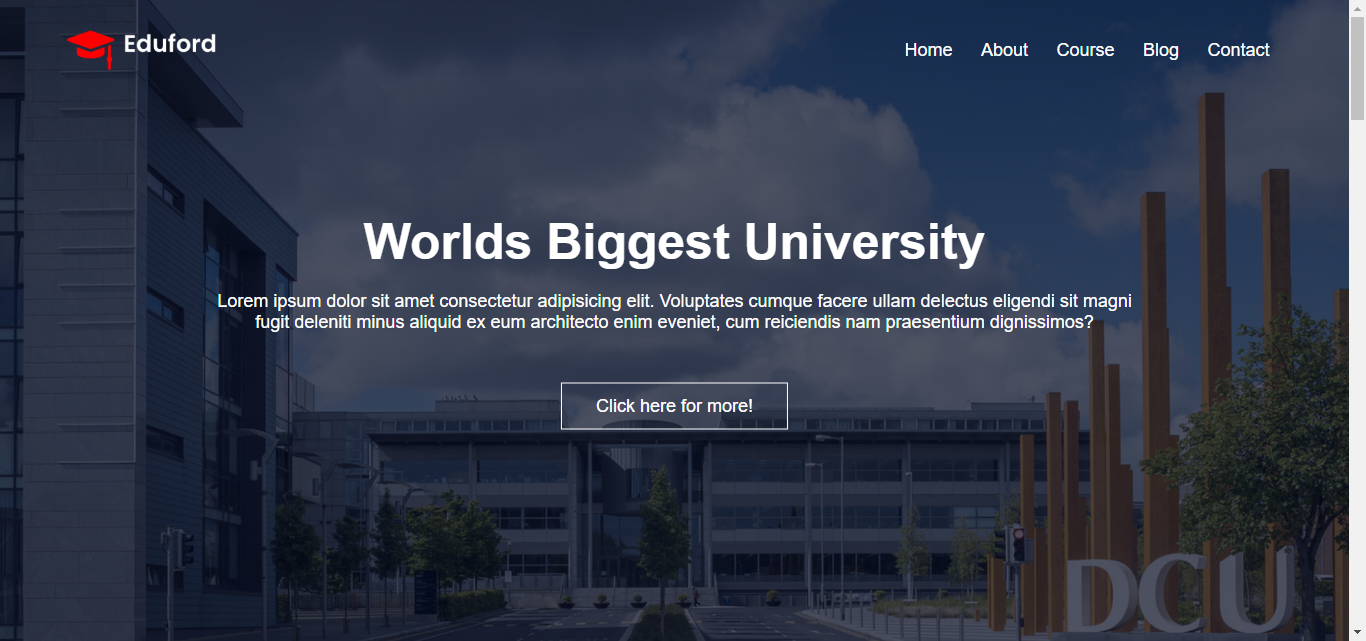 Eduford
Home About Course Blog Contact
Worlds Biggest University
Lorem ipsum dolor sit amet consectetur adipisicing elit. Voluptates cumque facere ullam delectus eligendi sit magni
fugit deleniti minus aliquid ex eum architecto enim eveniet, cum reiciendis nam praesentium dignissimos?
Click here for more!
DCU